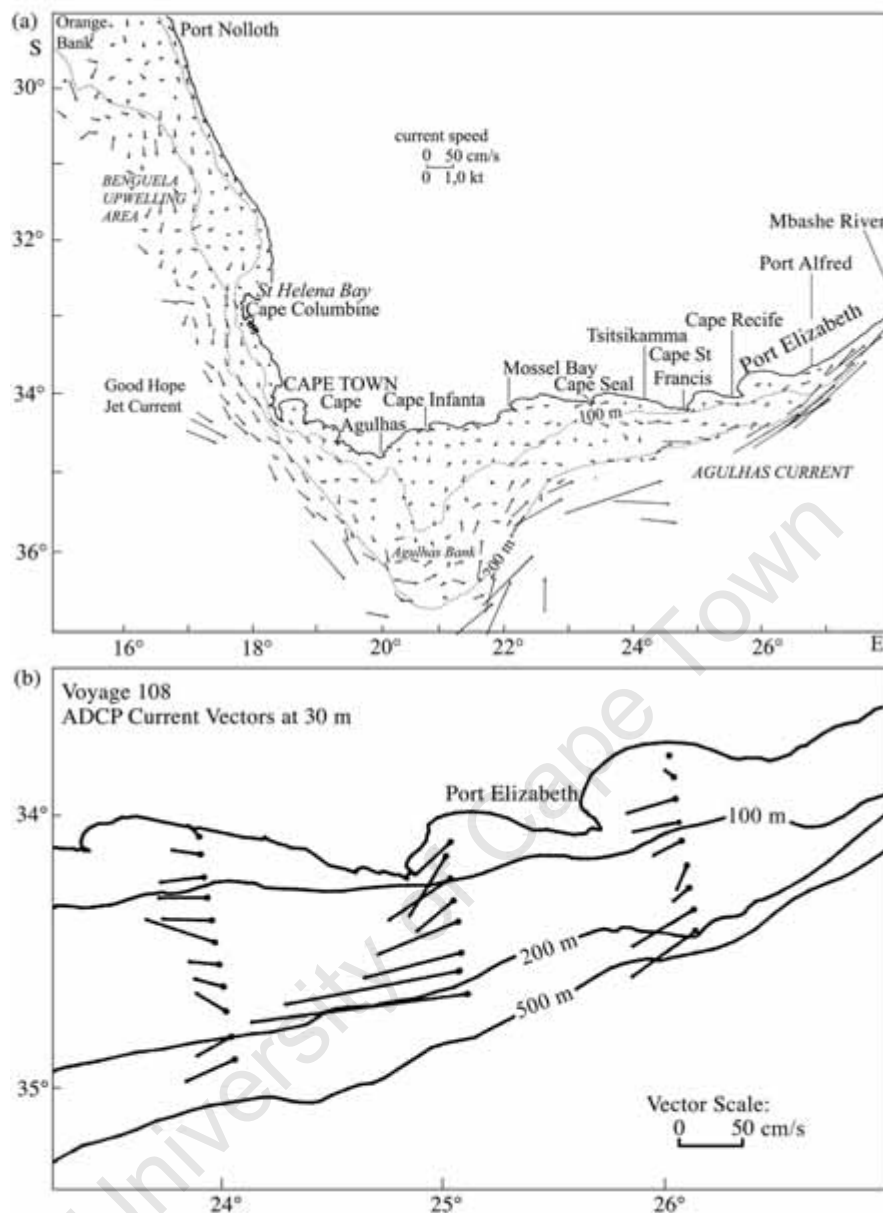 (a)
Orange
Bank
Port Nolloth
S
30°
current speed
0 50 cm/s
0 1,0 kt
BENGUELA
UPWELLING
AREA
Mbashe River
32°
Port Alfred
St Helena Bay
Cape Columbine
Cape Recife
Port Elizabeth
Tsitsikamma
Cape St
Francis
Mossel Bay
Cape Seal
Good Hope
Jet Current
34°
CAPE TOWN
Cape
Agulhas
Cape Infanta
100 m
AGULHAS CURRENT
36°
Agulhas Bank
200 m
16° 18° 20° 22° 24° 26° E
(b)
Voyage 108
ADCP Current Vectors at 30 m
34°
Port Elizabeth
100 m
200 m
500 m
35°
Vector Scale:
0 50 cm/s
24° 25° 26°
University of Cape Town